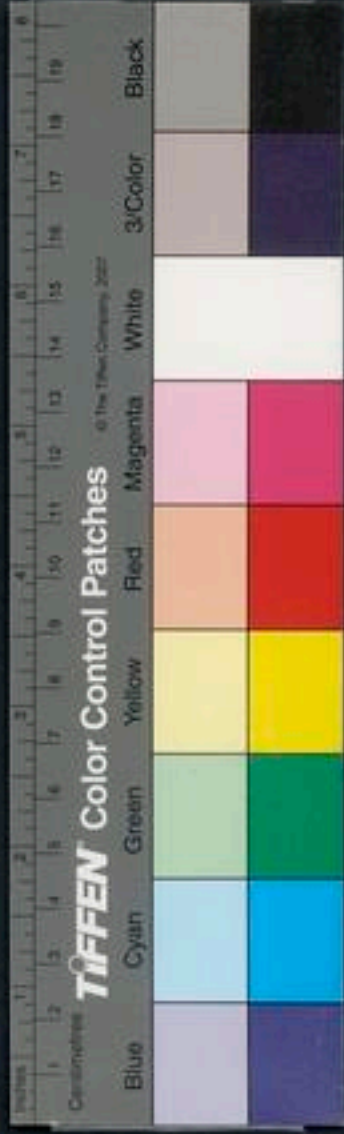 Inches 1 2 3 4 5 6 7 8
Centimetres 1 2 3 4 5 6 7 8 9 10 11 12 13 14 15 16 17 18 19
TIFFEN Color Control Patches © The Tiffen Company, 2007
Blue Cyan Green Yellow Red Magenta White 3/Color Black